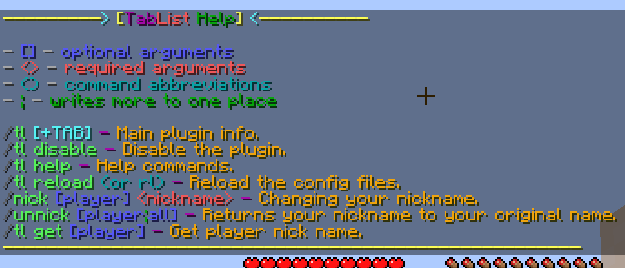 ----------> [TabList Help] <----------
- [] - optional arguments
- <> - required arguments
- () - command abbreviations
- ; - writes more to one place
/tl [+TAB] - Main plugin info.
/tl disable - Disable the plugin.
/tl help - Help commands.
/tl reload (or rl) - Reload the config files.
/nick [player] <nickname> - Changing your nickname.
/unnick [player;all] - Returns your nickname to your original name.
/tl get [player] - Get player nick name.